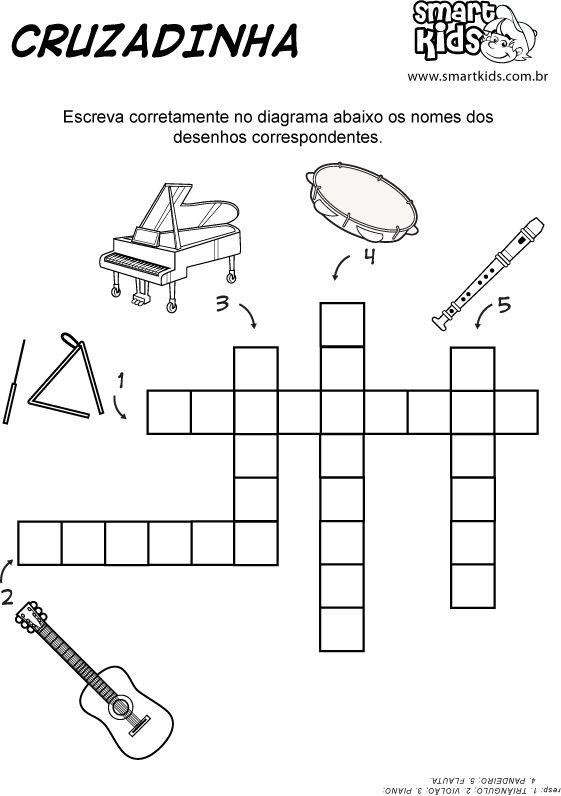 CRUZADINHA
SMART
KIDS
www.smartkids.com.br
Escreva corretamente no diagrama abaixo os nomes dos
desenhos correspondentes.
4
3
5
1
2
resp: 1. TRIÂNGULO; 2. VIOLÃO; 3. PIANO;
4. PANDEIRO; 5. FLAUTA.